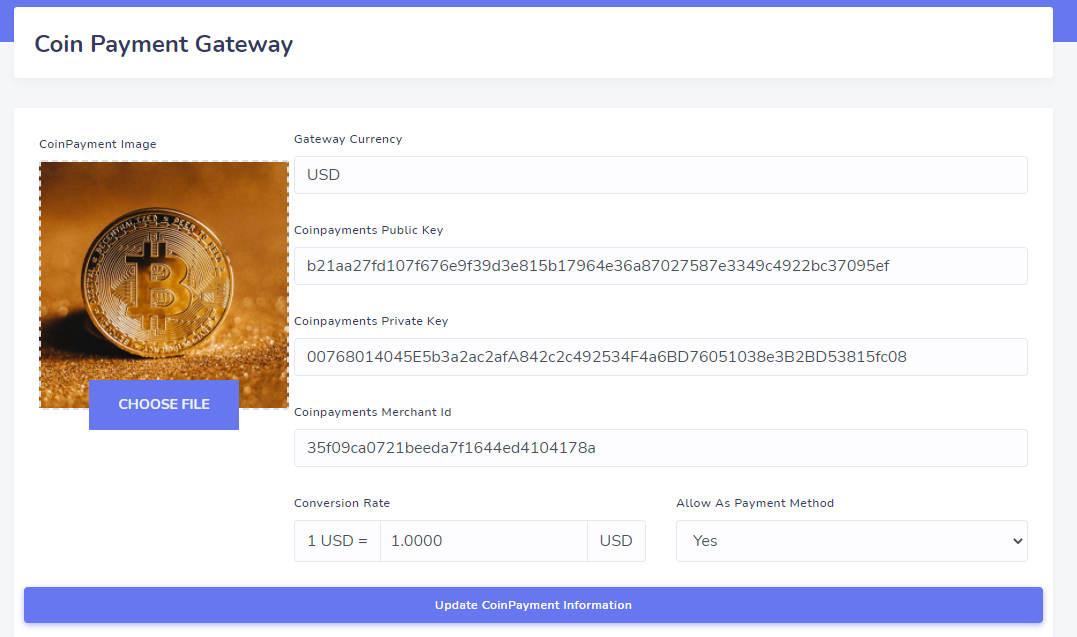 Coin Payment Gateway
CoinPayment Image
CHOOSE FILE
Gateway Currency
USD
Coinpayments Public Key
b21aa27fd107f676e9f39d3e815b17964e36a87027587e3349c4922bc37095ef
Coinpayments Private Key
00768014045E5b3a2ac2afA842c2c492534F4a6BD76051038e3B2BD53815fc08
Coinpayments Merchant Id
35f09ca0721beeda7f1644ed4104178a
Conversion Rate
1 USD = 1.0000 USD
Allow As Payment Method
Yes
Update CoinPayment Information